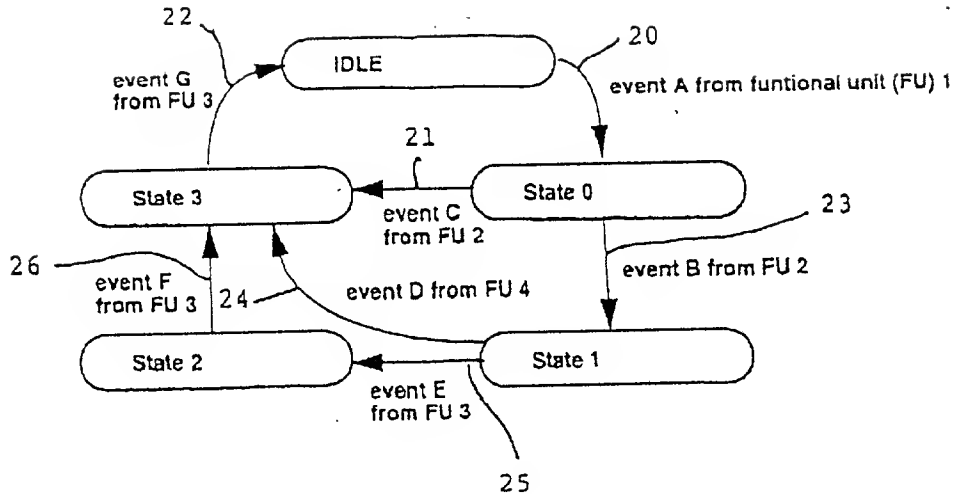 22
20
IDLE
event G
from FU 3
event A from funtional unit (FU) 1
21
State 3
State 0
event C
from FU 2
23
26
event F
from FU 3
24
event D from FU 4
event B from FU 2
State 2
State 1
event E
from FU 3
25